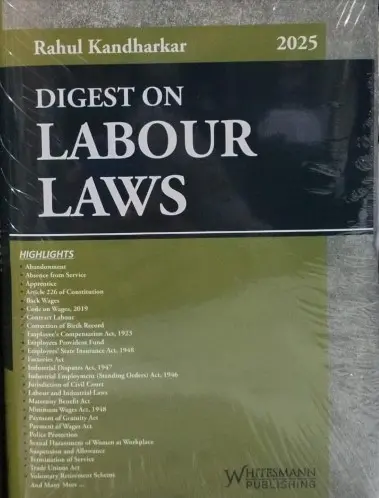 Rahul Kandharkar 2025
DIGEST ON
LABOUR
LAWS
HIGHLIGHTS
Abandonment
Absence from Service
Apprentice
Article 226 of Constitution
Back Wages
Code on Wages, 2019
Contract Labour
Correction of Birth Record
Employee's Compensation Act, 1923
Employees Provident Fund
Employees' State Insurance Act, 1948
Factories Act
Industrial Disputes Act, 1947
Industrial Employment (Standing Orders) Act, 1946
Jurisdiction of Civil Court
Labour and Industrial Laws
Maternity Benefit Act
Minimum Wages Act, 1948
Payment of Gratuity Act
Payment of Wages Act
Police Protection
Sexual Harassment of Women at Workplace
Suspension and Allowance
Termination of Service
Trade Unions Act
Voluntary Retirement Scheme
And Many More ...
WHITESMANN
PUBLISHING